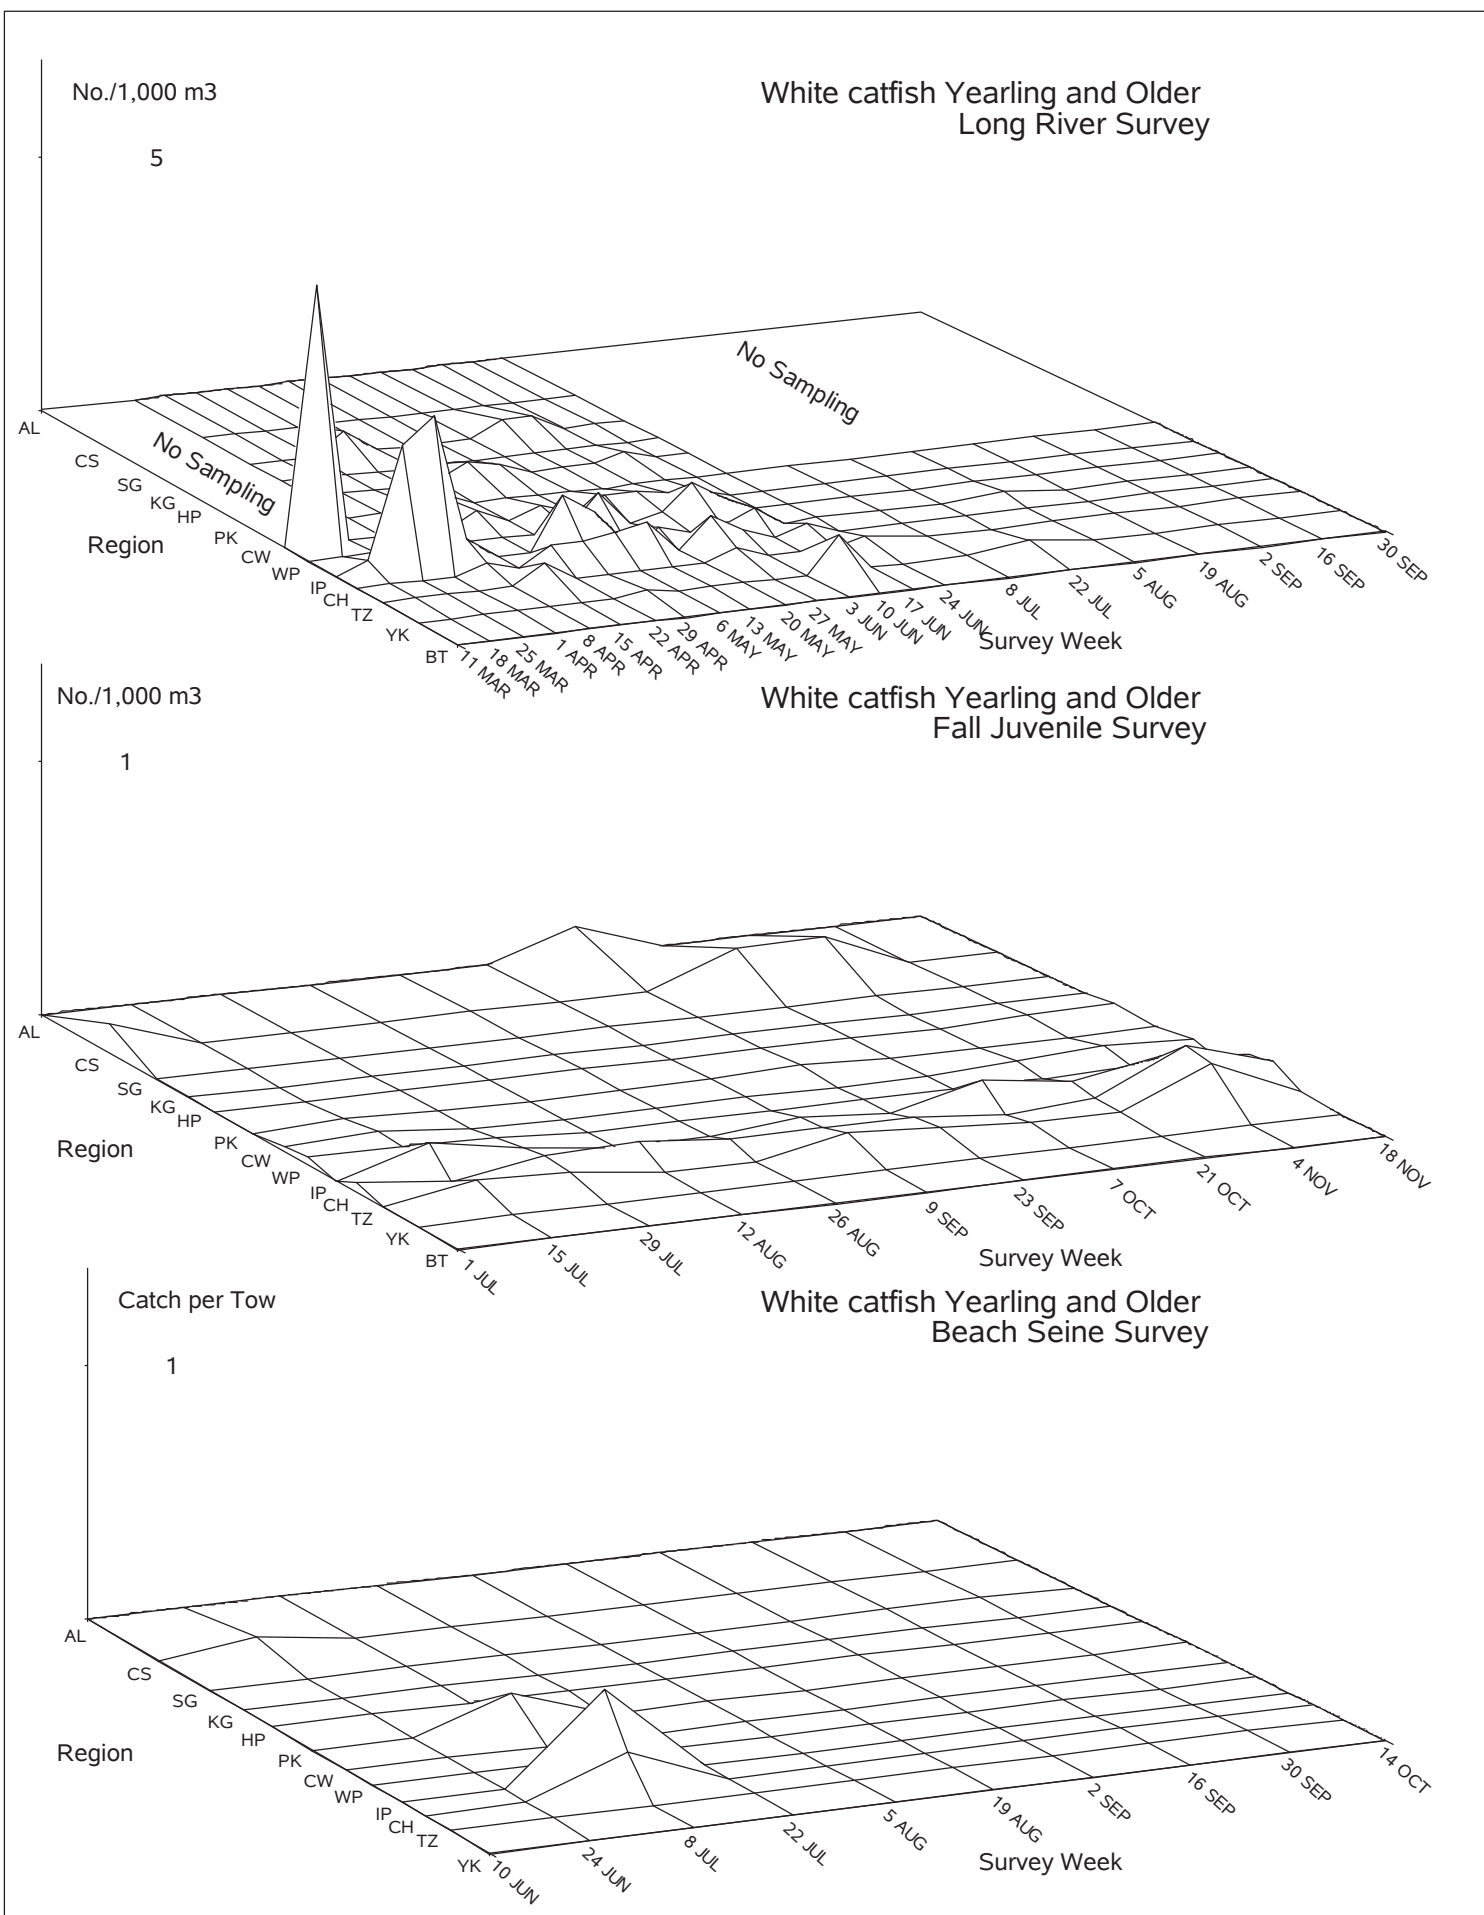 No./1,000 m3
White catfish Yearling and Older
Long River Survey
5
No Sampling
No Sampling
AL
CS
SG
KG
HP
PK
CW
WP
IP
CH
TZ
YK
BT
Region
11 MAR
18 MAR
25 MAR
1 APR
8 APR
15 APR
22 APR
29 APR
6 MAY
13 MAY
20 MAY
27 MAY
3 JUN
10 JUN
17 JUN
24 JUN
8 JUL
22 JUL
5 AUG
19 AUG
2 SEP
16 SEP
30 SEP
Survey Week
No./1,000 m3
White catfish Yearling and Older
Fall Juvenile Survey
1
AL
CS
SG
KG
HP
PK
CW
WP
IP
CH
TZ
YK
BT
Region
1 JUL
15 JUL
29 JUL
12 AUG
26 AUG
9 SEP
23 SEP
7 OCT
21 OCT
4 NOV
18 NOV
Survey Week
Catch per Tow
White catfish Yearling and Older
Beach Seine Survey
1
AL
CS
SG
KG
HP
PK
CW
WP
IP
CH
TZ
YK
Region
10 JUN
24 JUN
8 JUL
22 JUL
5 AUG
19 AUG
2 SEP
16 SEP
30 SEP
14 OCT
Survey Week